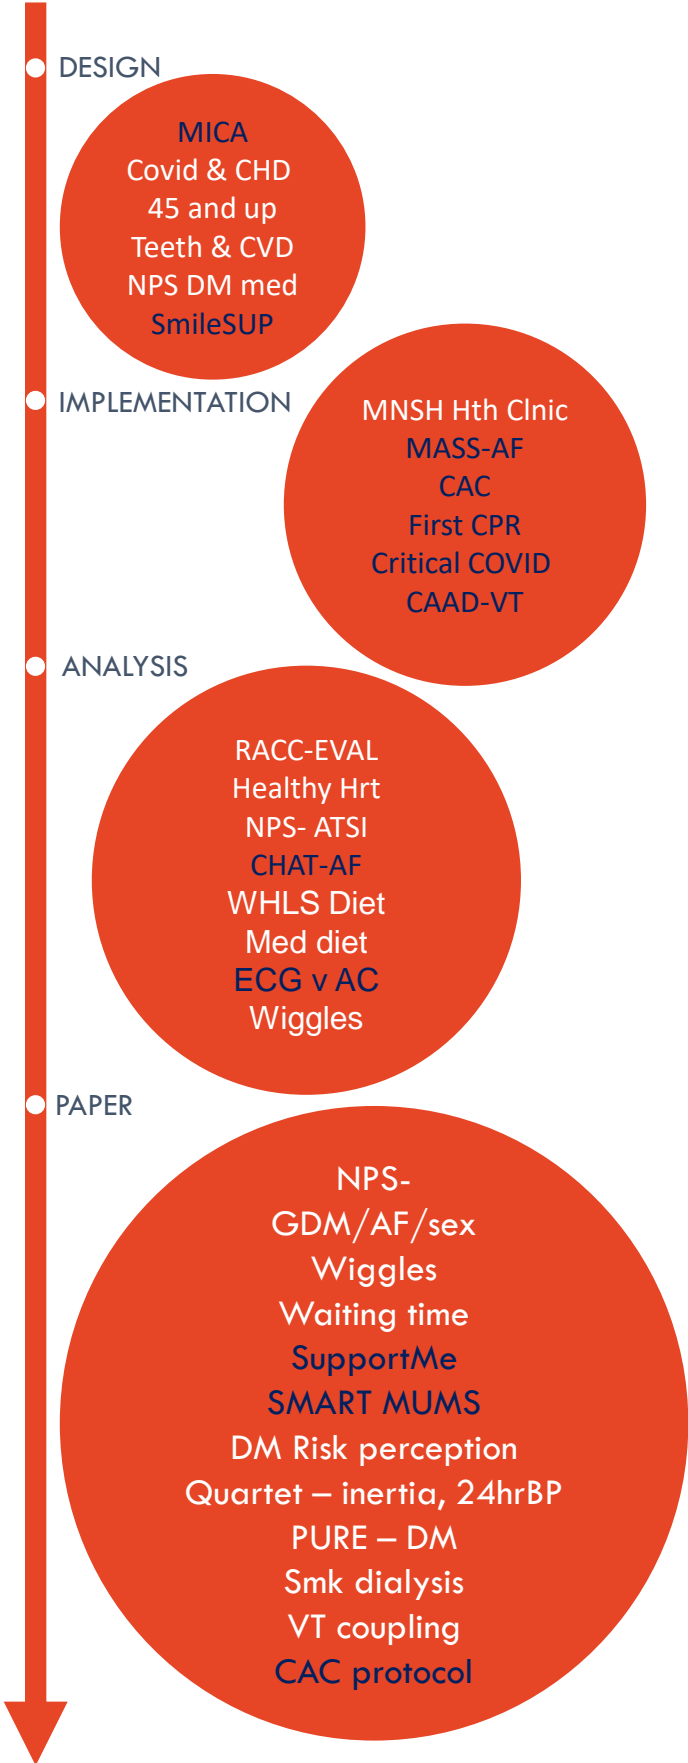 DESIGN
MICA
Covid & CHD
45 and up
Teeth & CVD
NPS DM med
SmileSUP
IMPLEMENTATION
MNSH Hth Clnic
MASS-AF
CAC
First CPR
Critical COVID
CAAD-VT
ANALYSIS
RACC-EVAL
Healthy Hrt
NPS- ATSI
CHAT-AF
WHLS Diet
Med diet
ECG v AC
Wiggles
PAPER
NPS-
GDM/AF/sex
Wiggles
Waiting time
SupportMe
SMART MUMS
DM Risk perception
Quartet – inertia, 24hrBP
PURE – DM
Smk dialysis
VT coupling
CAC protocol